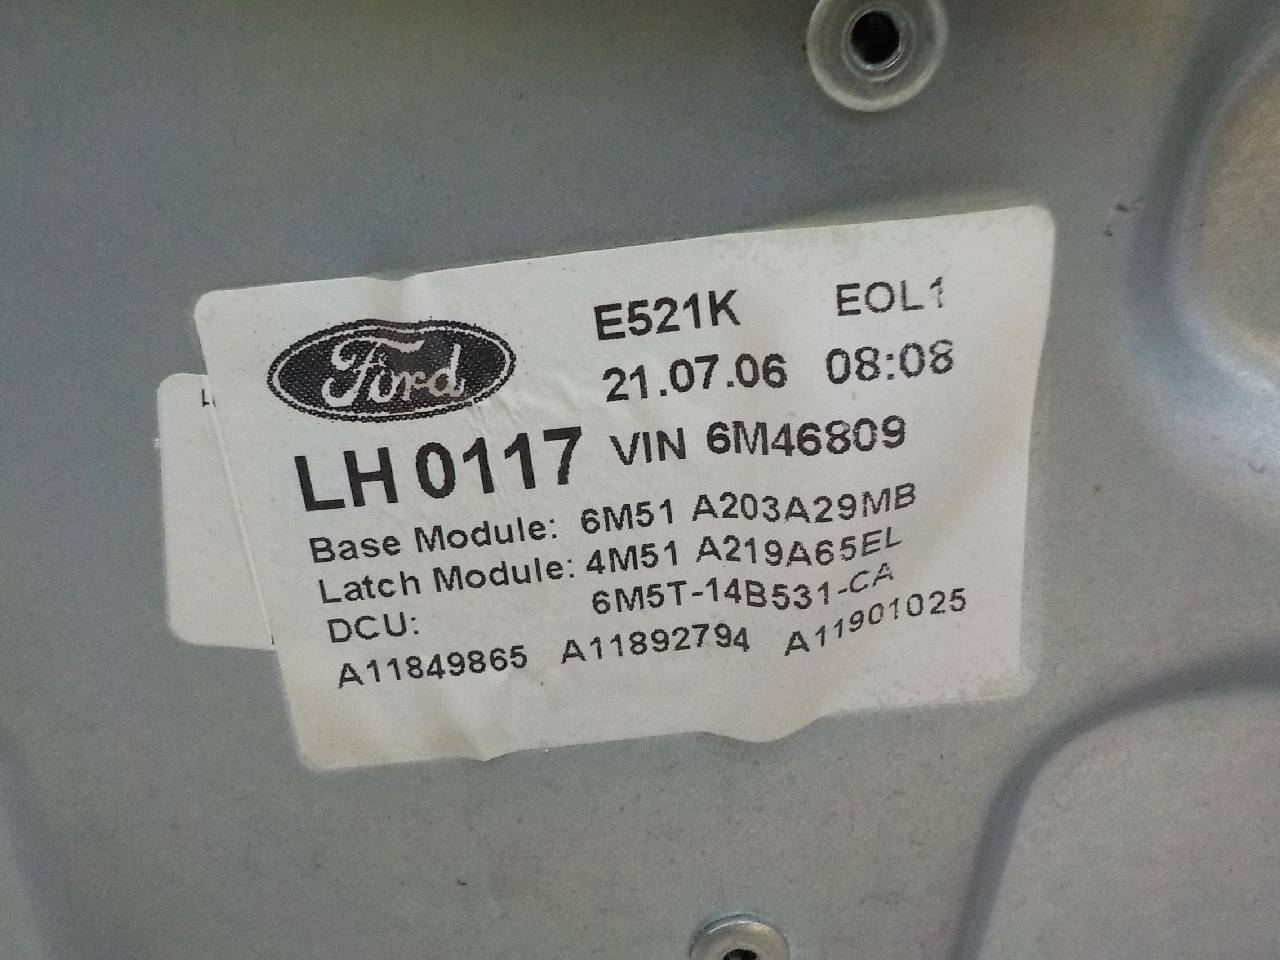 Ford
E521K EOL1
21.07.06 08:08
LH 0117 VIN 6M46809
Base Module: 6M51 A203A29MB
Latch Module: 4M51 A219A65EL
DCU: 6M5T-14B531-CA
A11849865 A11892794 A11901025